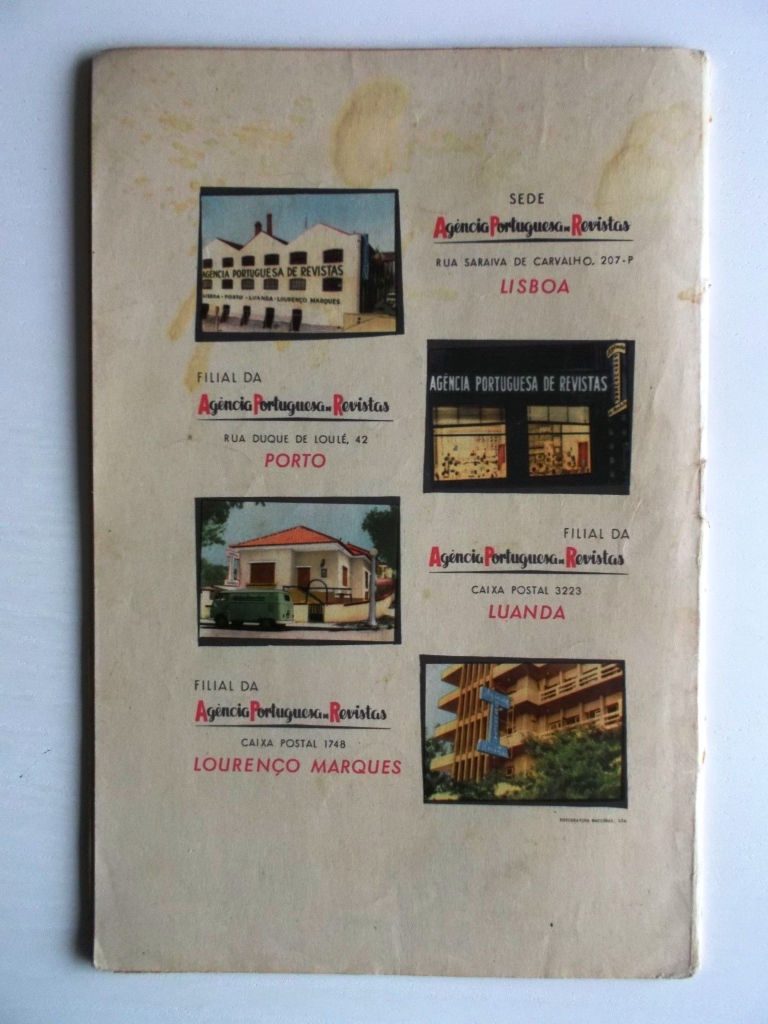 SEDE
Agência Portuguesa de Revistas
RUA SARAIVA DE CARVALHO, 207-P
LISBOA
AGÊNCIA PORTUGUESA DE REVISTAS
LISBOA - PORTO - LUANDA - LOURENÇO MARQUES
FILIAL DA
Agência Portuguesa de Revistas
RUA DUQUE DE LOULÉ, 42
PORTO
AGÊNCIA PORTUGUESA DE REVISTAS
FILIAL DA
Agência Portuguesa de Revistas
CAIXA POSTAL 3223
LUANDA
FILIAL DA
Agência Portuguesa de Revistas
CAIXA POSTAL 1748
LOURENÇO MARQUES
NACIONAL, LDA